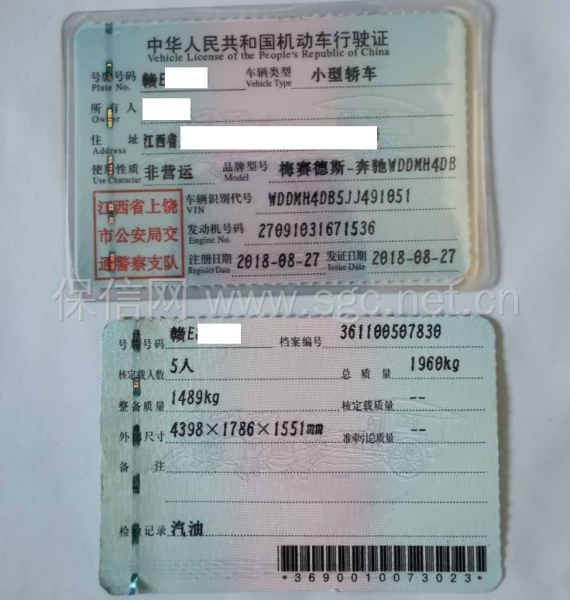 中华人民共和国机动车行驶证
Vehicle License of the People's Republic of China
号牌号码 赣E 车辆类型 小型轿车
Plate No. Vehicle Type
所有人
Owner
住址 江西省
Address
使用性质 非营运 品牌型号 梅赛德斯-奔驰WDDMH4DB
Use Character Model
江西省上饶
市公安局交
通警察支队
车辆识别代号 WDDMH4DB5JJ491051
VIN
发动机号码 27091031671536
Engine No.
注册日期 2018-08-27 发证日期 2018-08-27
Register Date Issue Date
保信网 www.sgc.net.cn
号牌号码 赣E 档案编号 361100507830
核定载人数 5人 总质量 1960kg
整备质量 1489kg 核定载质量 --
外廓尺寸 4398×1786×1551mm 准牵引总质量 --
备注
检验记录 汽油
*3690010073023*